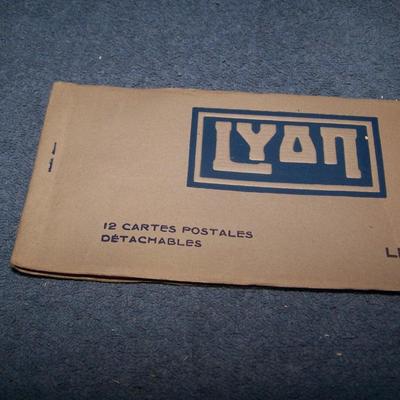 LYON
12 CARTES POSTALES
DÉTACHABLES